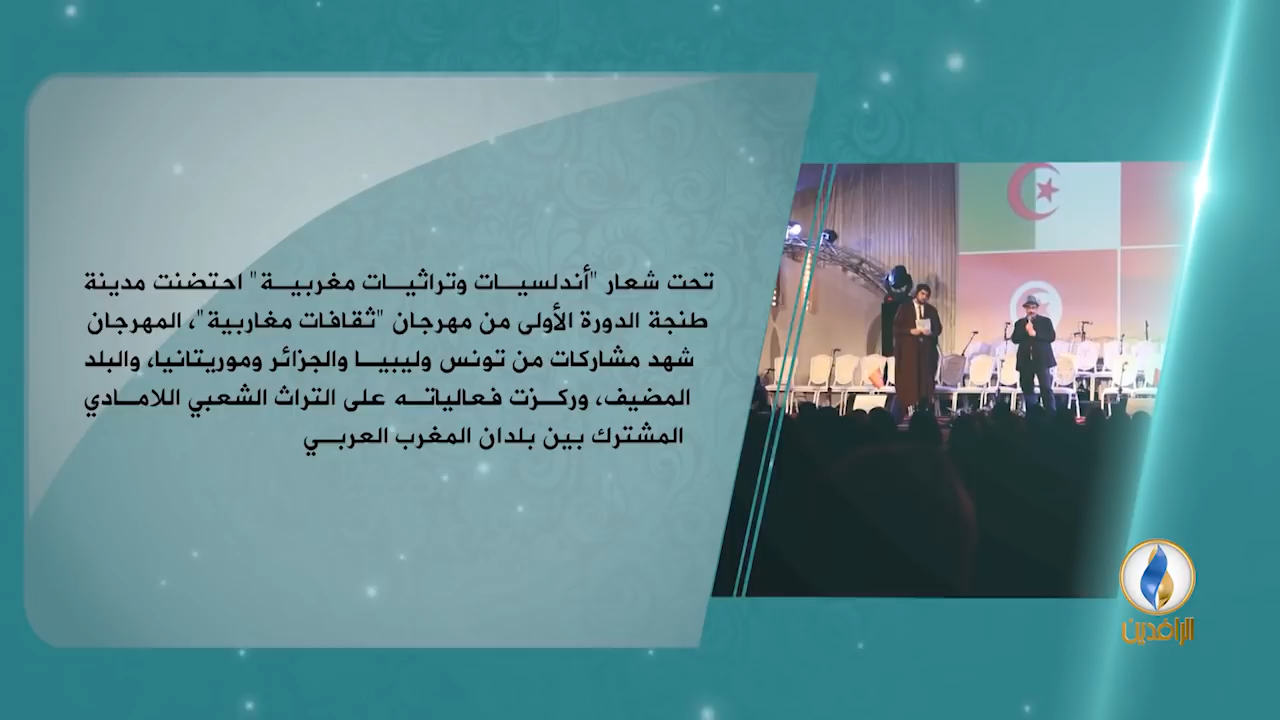 تحت شعار "أندلسيات وتراثيات مغربية" احتضنت مدينة
طنجة الدورة الأولى من مهرجان "ثقافات مغاربية"، المهرجان
شهد مشاركات من تونس وليبيا والجزائر وموريتانيا، والبلد
المضيف، وركزت فعالياته على التراث الشعبي اللامادي
المشترك بين بلدان المغرب العربي
الرافدين